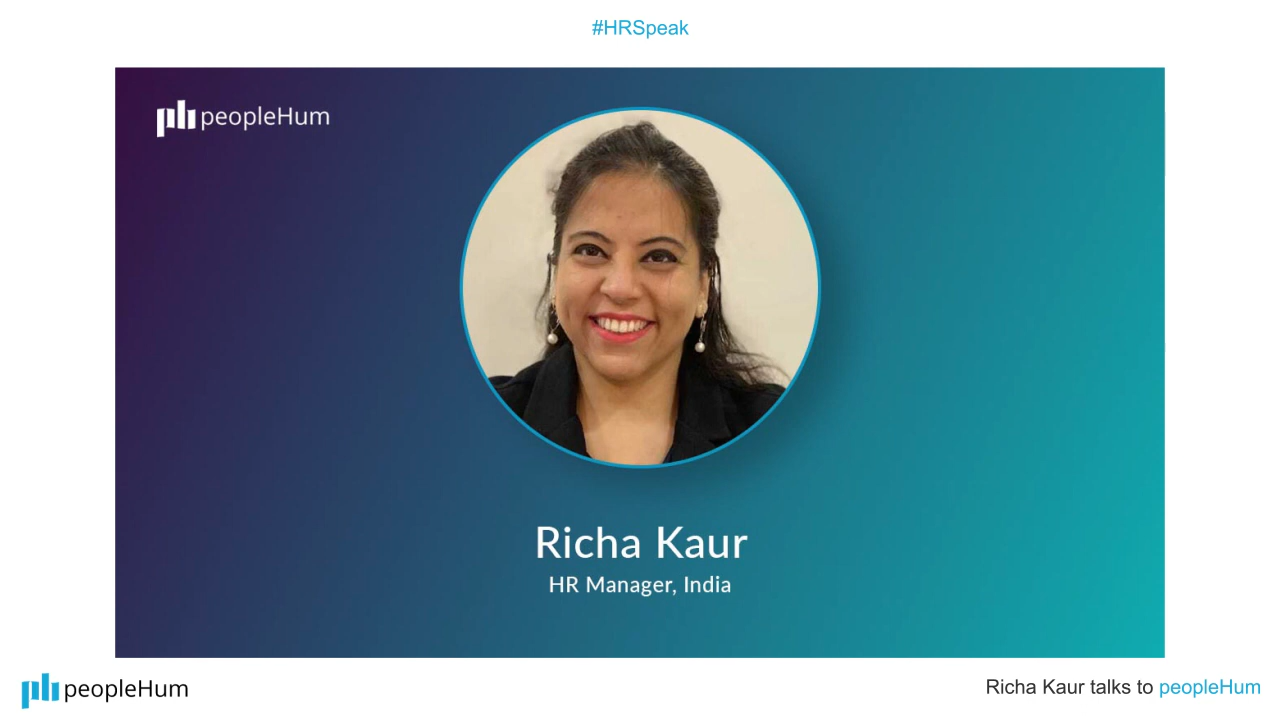 #HRSpeak
peopleHum
Richa Kaur
HR Manager, India
peopleHum
Richa Kaur talks to peopleHum